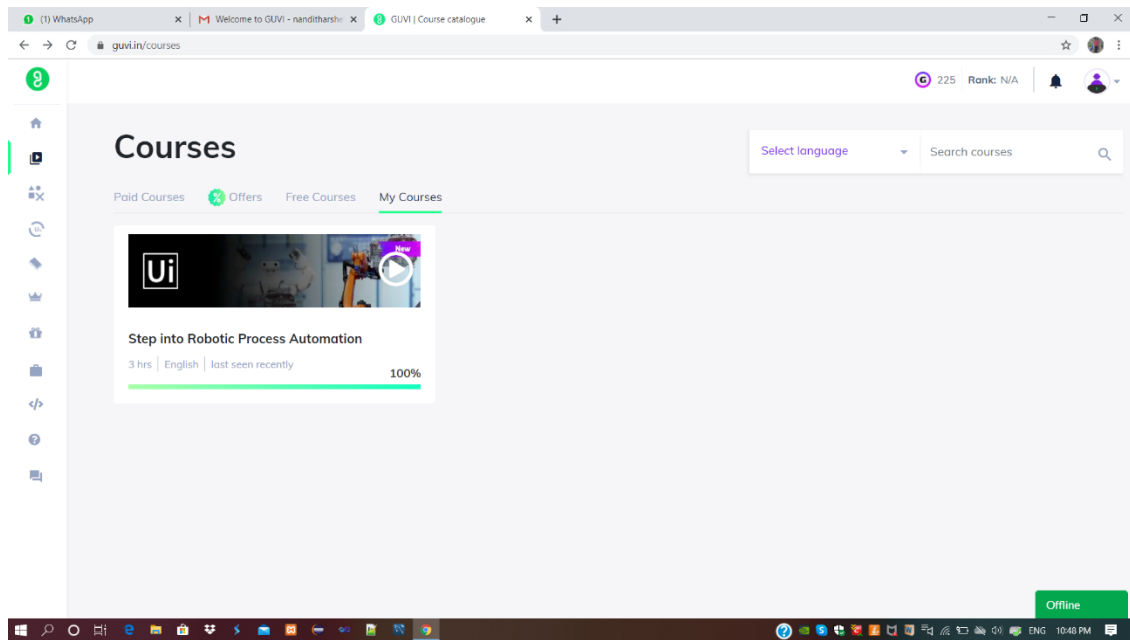 (1) WhatsApp
Welcome to GUVI - nanditharshe
GUVI | Course catalogue
guvi.in/courses
225 Rank: N/A
Courses
Select language
Search courses
Paid Courses
Offers
Free Courses
My Courses
Ui
New
Step into Robotic Process Automation
3 hrs | English | last seen recently
100%
Offline
ENG
10:48 PM